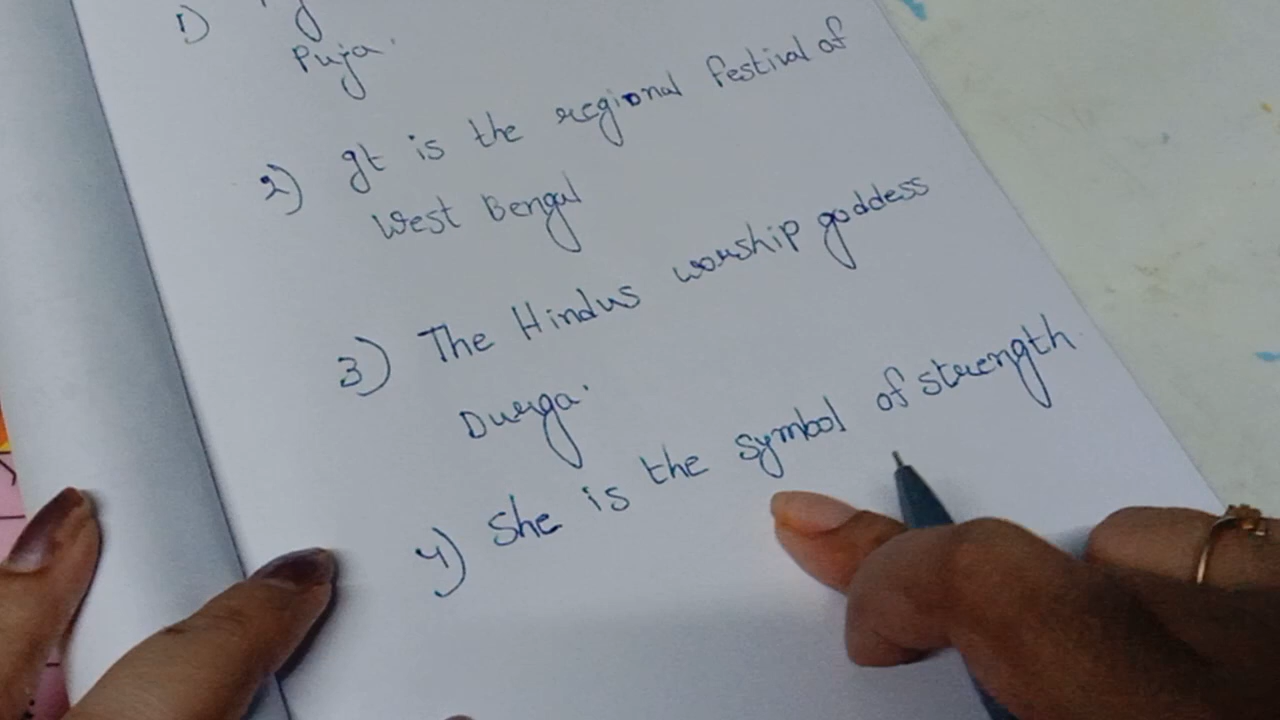 1)
Puja.
2) It is the regional festival of
West Bengal
3) The Hindus worship goddess
Durga.
4) She is the symbol of strength.